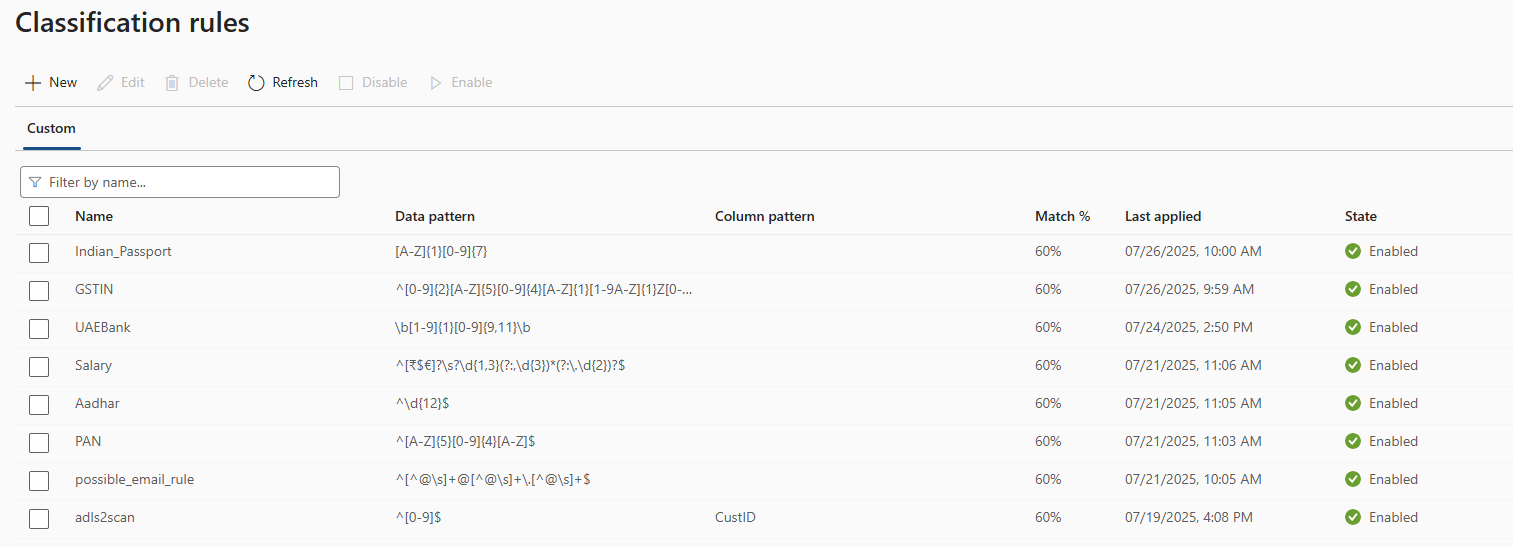 Classification rules
New Edit Delete Refresh Disable Enable
Custom
Filter by name...
Name Data pattern Column pattern Match % Last applied State
Indian_Passport [A-Z]{1}[0-9]{7} 60% 07/26/2025, 10:00 AM Enabled
GSTIN ^[0-9]{2}[A-Z]{5}[0-9]{4}[A-Z]{1}[1-9A-Z]{1}Z[0-... 60% 07/26/2025, 9:59 AM Enabled
UAEBank \b[1-9]{1}[0-9]{9,11}\b 60% 07/24/2025, 2:50 PM Enabled
Salary ^[₹$€]?\s?\d{1,3}(?:,\d{3})*(?:\.\d{2})?$ 60% 07/21/2025, 11:06 AM Enabled
Aadhar ^\d{12}$ 60% 07/21/2025, 11:05 AM Enabled
PAN ^[A-Z]{5}[0-9]{4}[A-Z]$ 60% 07/21/2025, 11:03 AM Enabled
possible_email_rule ^[^@\s]+@[^@\s]+\.[^@\s]+$ 60% 07/21/2025, 10:05 AM Enabled
adls2scan ^[0-9]$ CustID 60% 07/19/2025, 4:08 PM Enabled